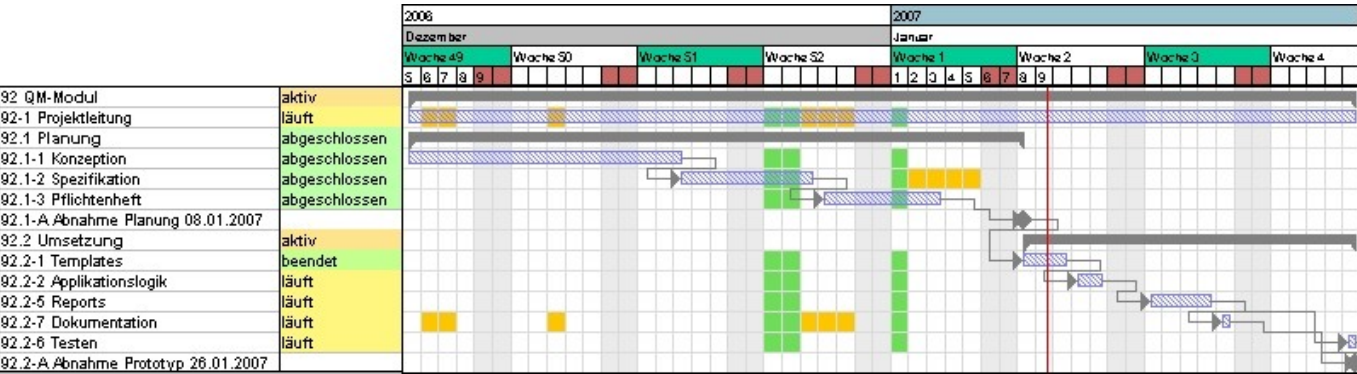 2006 2007
Dezember Januar
Woche 49 Woche 50 Woche 51 Woche 52 Woche 1 Woche 2 Woche 3 Woche 4
5 6 7 8 9 1 2 3 4 5 6 7 8 9
92 QM-Modul aktiv
92-1 Projektleitung läuft
92.1 Planung abgeschlossen
92.1-1 Konzeption abgeschlossen
92.1-2 Spezifikation abgeschlossen
92.1-3 Pflichtenheft abgeschlossen
92.1-A Abnahme Planung 08.01.2007
92.2 Umsetzung aktiv
92.2-1 Templates beendet
92.2-2 Applikationslogik läuft
92.2-5 Reports läuft
92.2-7 Dokumentation läuft
92.2-6 Testen läuft
92.2-A Abnahme Prototyp 26.01.2007